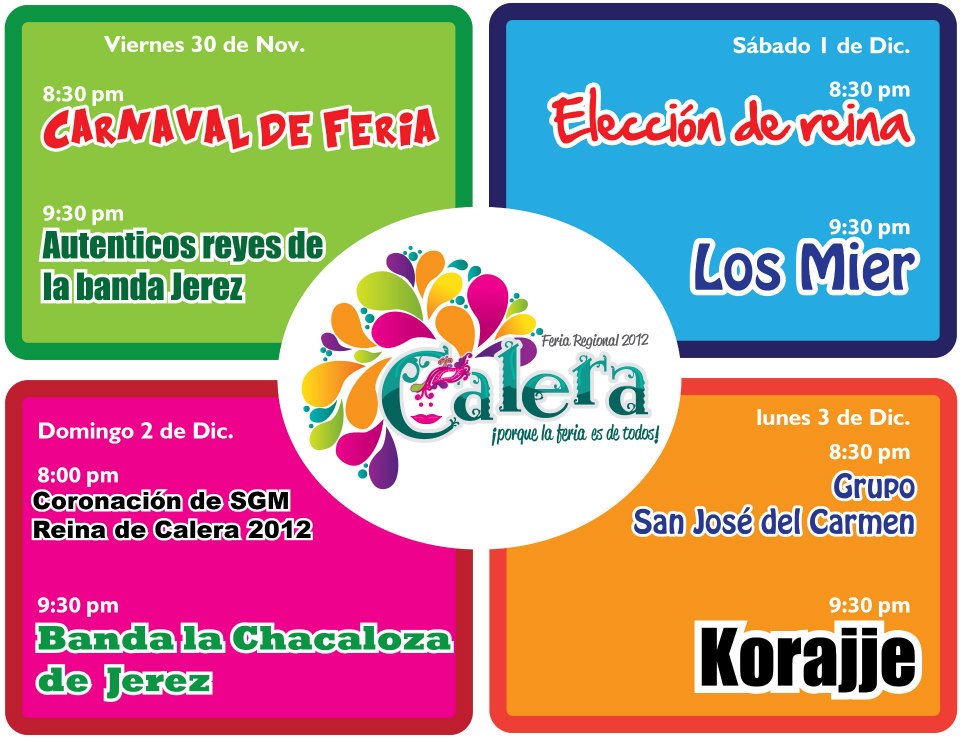 Viernes 30 de Nov.
8:30 pm
CARNAVAL DE FERIA
9:30 pm
Autenticos reyes de
la banda Jerez
Sábado 1 de Dic.
8:30 pm
Elección de reina
9:30 pm
Los Mier
Feria Regional 2012
Calera
¡porque la feria es de todos!
Domingo 2 de Dic.
8:00 pm
Coronación de SGM
Reina de Calera 2012
9:30 pm
Banda la Chacaloza
de Jerez
lunes 3 de Dic.
8:30 pm
Grupo
San José del Carmen
9:30 pm
Korajje